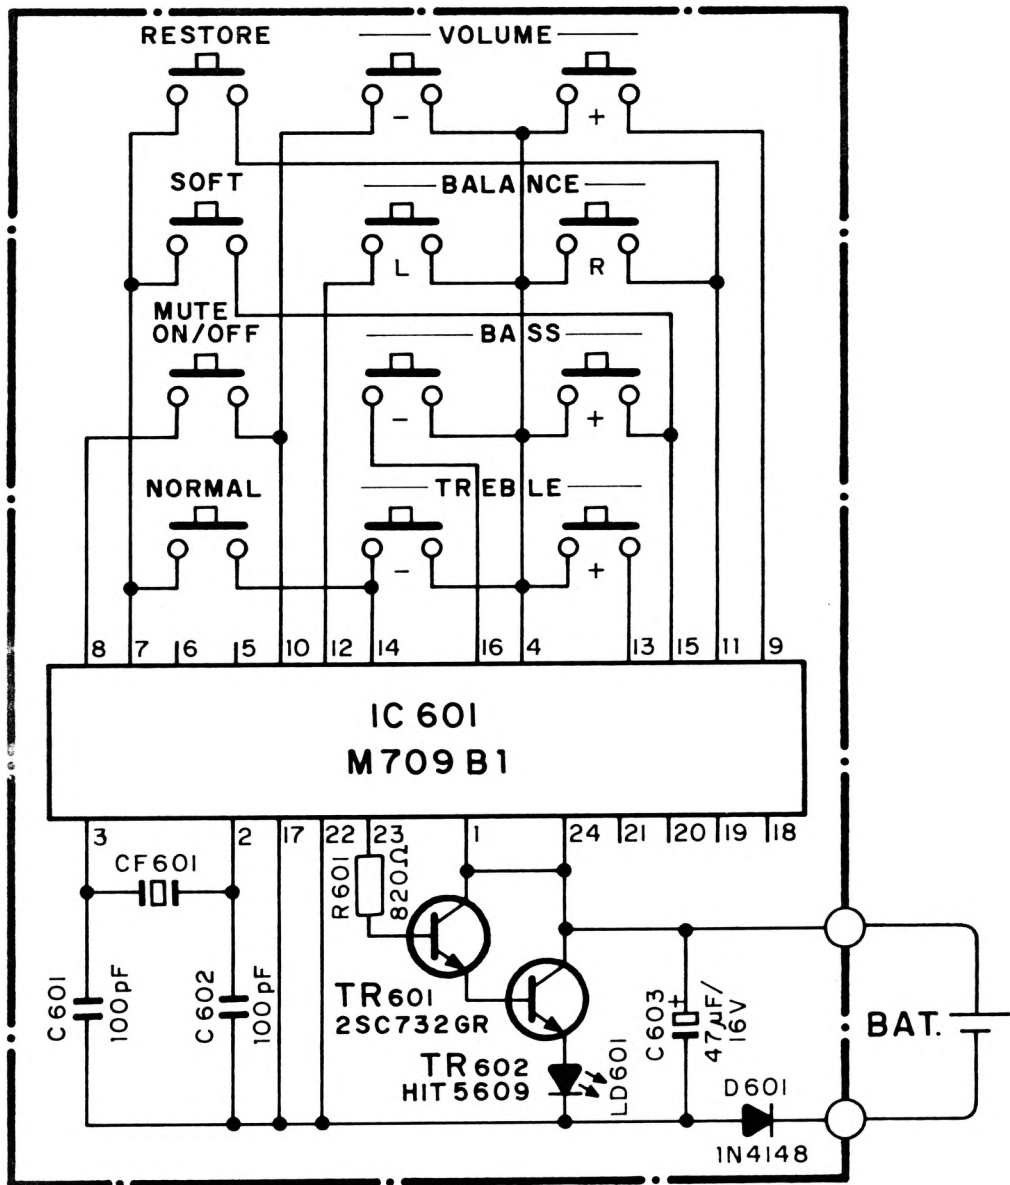 RESTORE
VOLUME
-
+
SOFT
BALANCE
L
R
MUTE
ON/OFF
BASS
-
+
NORMAL
TREBLE
-
+
8 7 6 5 10 12 14 16 4 13 15 11 9
IC 601
M709 B1
3 2 17 22 23 1 24 21 20 19 18
CF601
R601
820Ω
C601
100pF
C602
100pF
TR601
2SC732GR
TR602
HIT5609
LD601
C603
+
47µF/
16V
BAT.
D601
1N4148